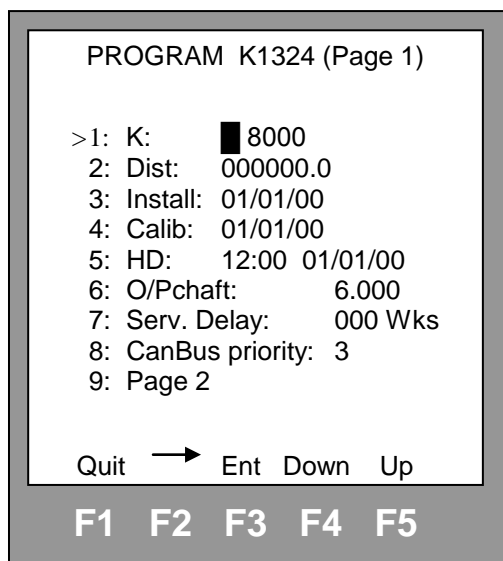 PROGRAM K1324 (Page 1)
>1: K: 8000
2: Dist: 000000.0
3: Install: 01/01/00
4: Calib: 01/01/00
5: HD: 12:00 01/01/00
6: O/Pchaft: 6.000
7: Serv. Delay: 000 Wks
8: CanBus priority: 3
9: Page 2
Quit → Ent Down Up
F1 F2 F3 F4 F5